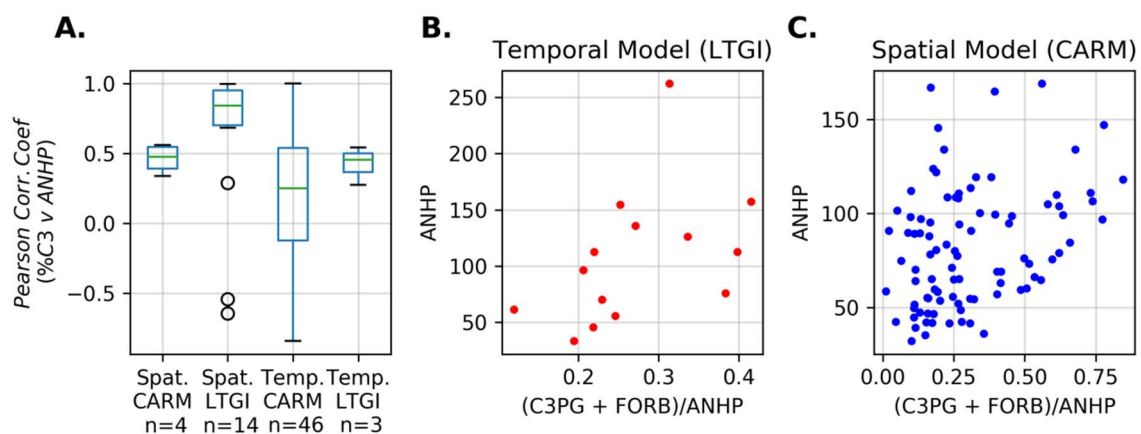 A.
Pearson Corr. Coef
(%C3 v ANHP)
1.0
0.5
0.0
−0.5
Spat. Spat. Temp. Temp.
CARM LTGI CARM LTGI
n=4 n=14 n=46 n=3
B.
Temporal Model (LTGI)
ANHP
250
200
150
100
50
0.2 0.3 0.4
(C3PG + FORB)/ANHP
C.
Spatial Model (CARM)
ANHP
150
100
50
0.00 0.25 0.50 0.75
(C3PG + FORB)/ANHP